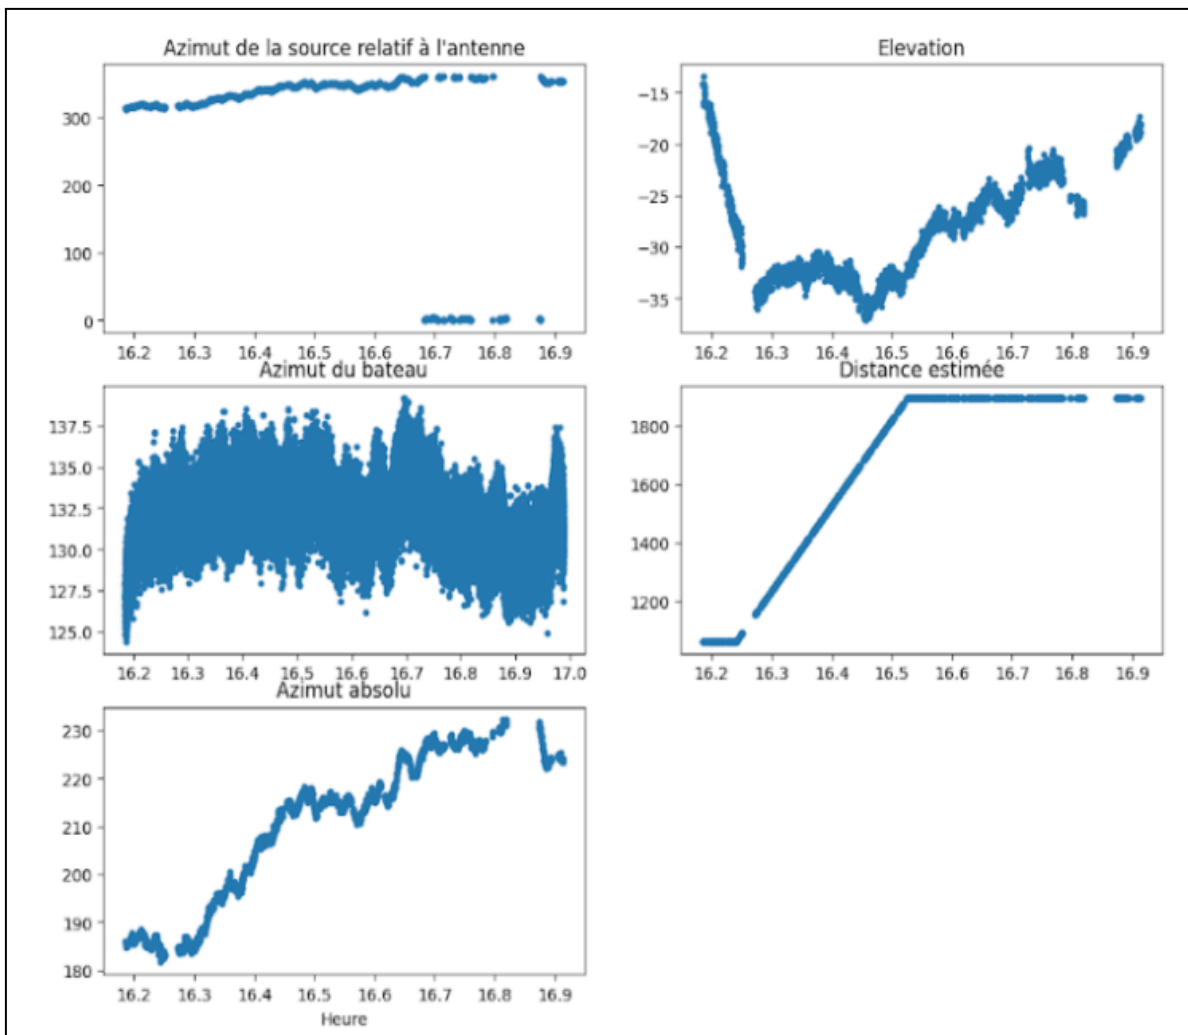 Azimut de la source relatif à l'antenne
300
200
100
0
16.2 16.3 16.4 16.5 16.6 16.7 16.8 16.9
Elevation
−15
−20
−25
−30
−35
16.2 16.3 16.4 16.5 16.6 16.7 16.8 16.9
Azimut du bateau
137.5
135.0
132.5
130.0
127.5
125.0
16.2 16.3 16.4 16.5 16.6 16.7 16.8 16.9 17.0
Distance estimée
1800
1600
1400
1200
16.2 16.3 16.4 16.5 16.6 16.7 16.8 16.9
Azimut absolu
230
220
210
200
190
180
16.2 16.3 16.4 16.5 16.6 16.7 16.8 16.9
Heure